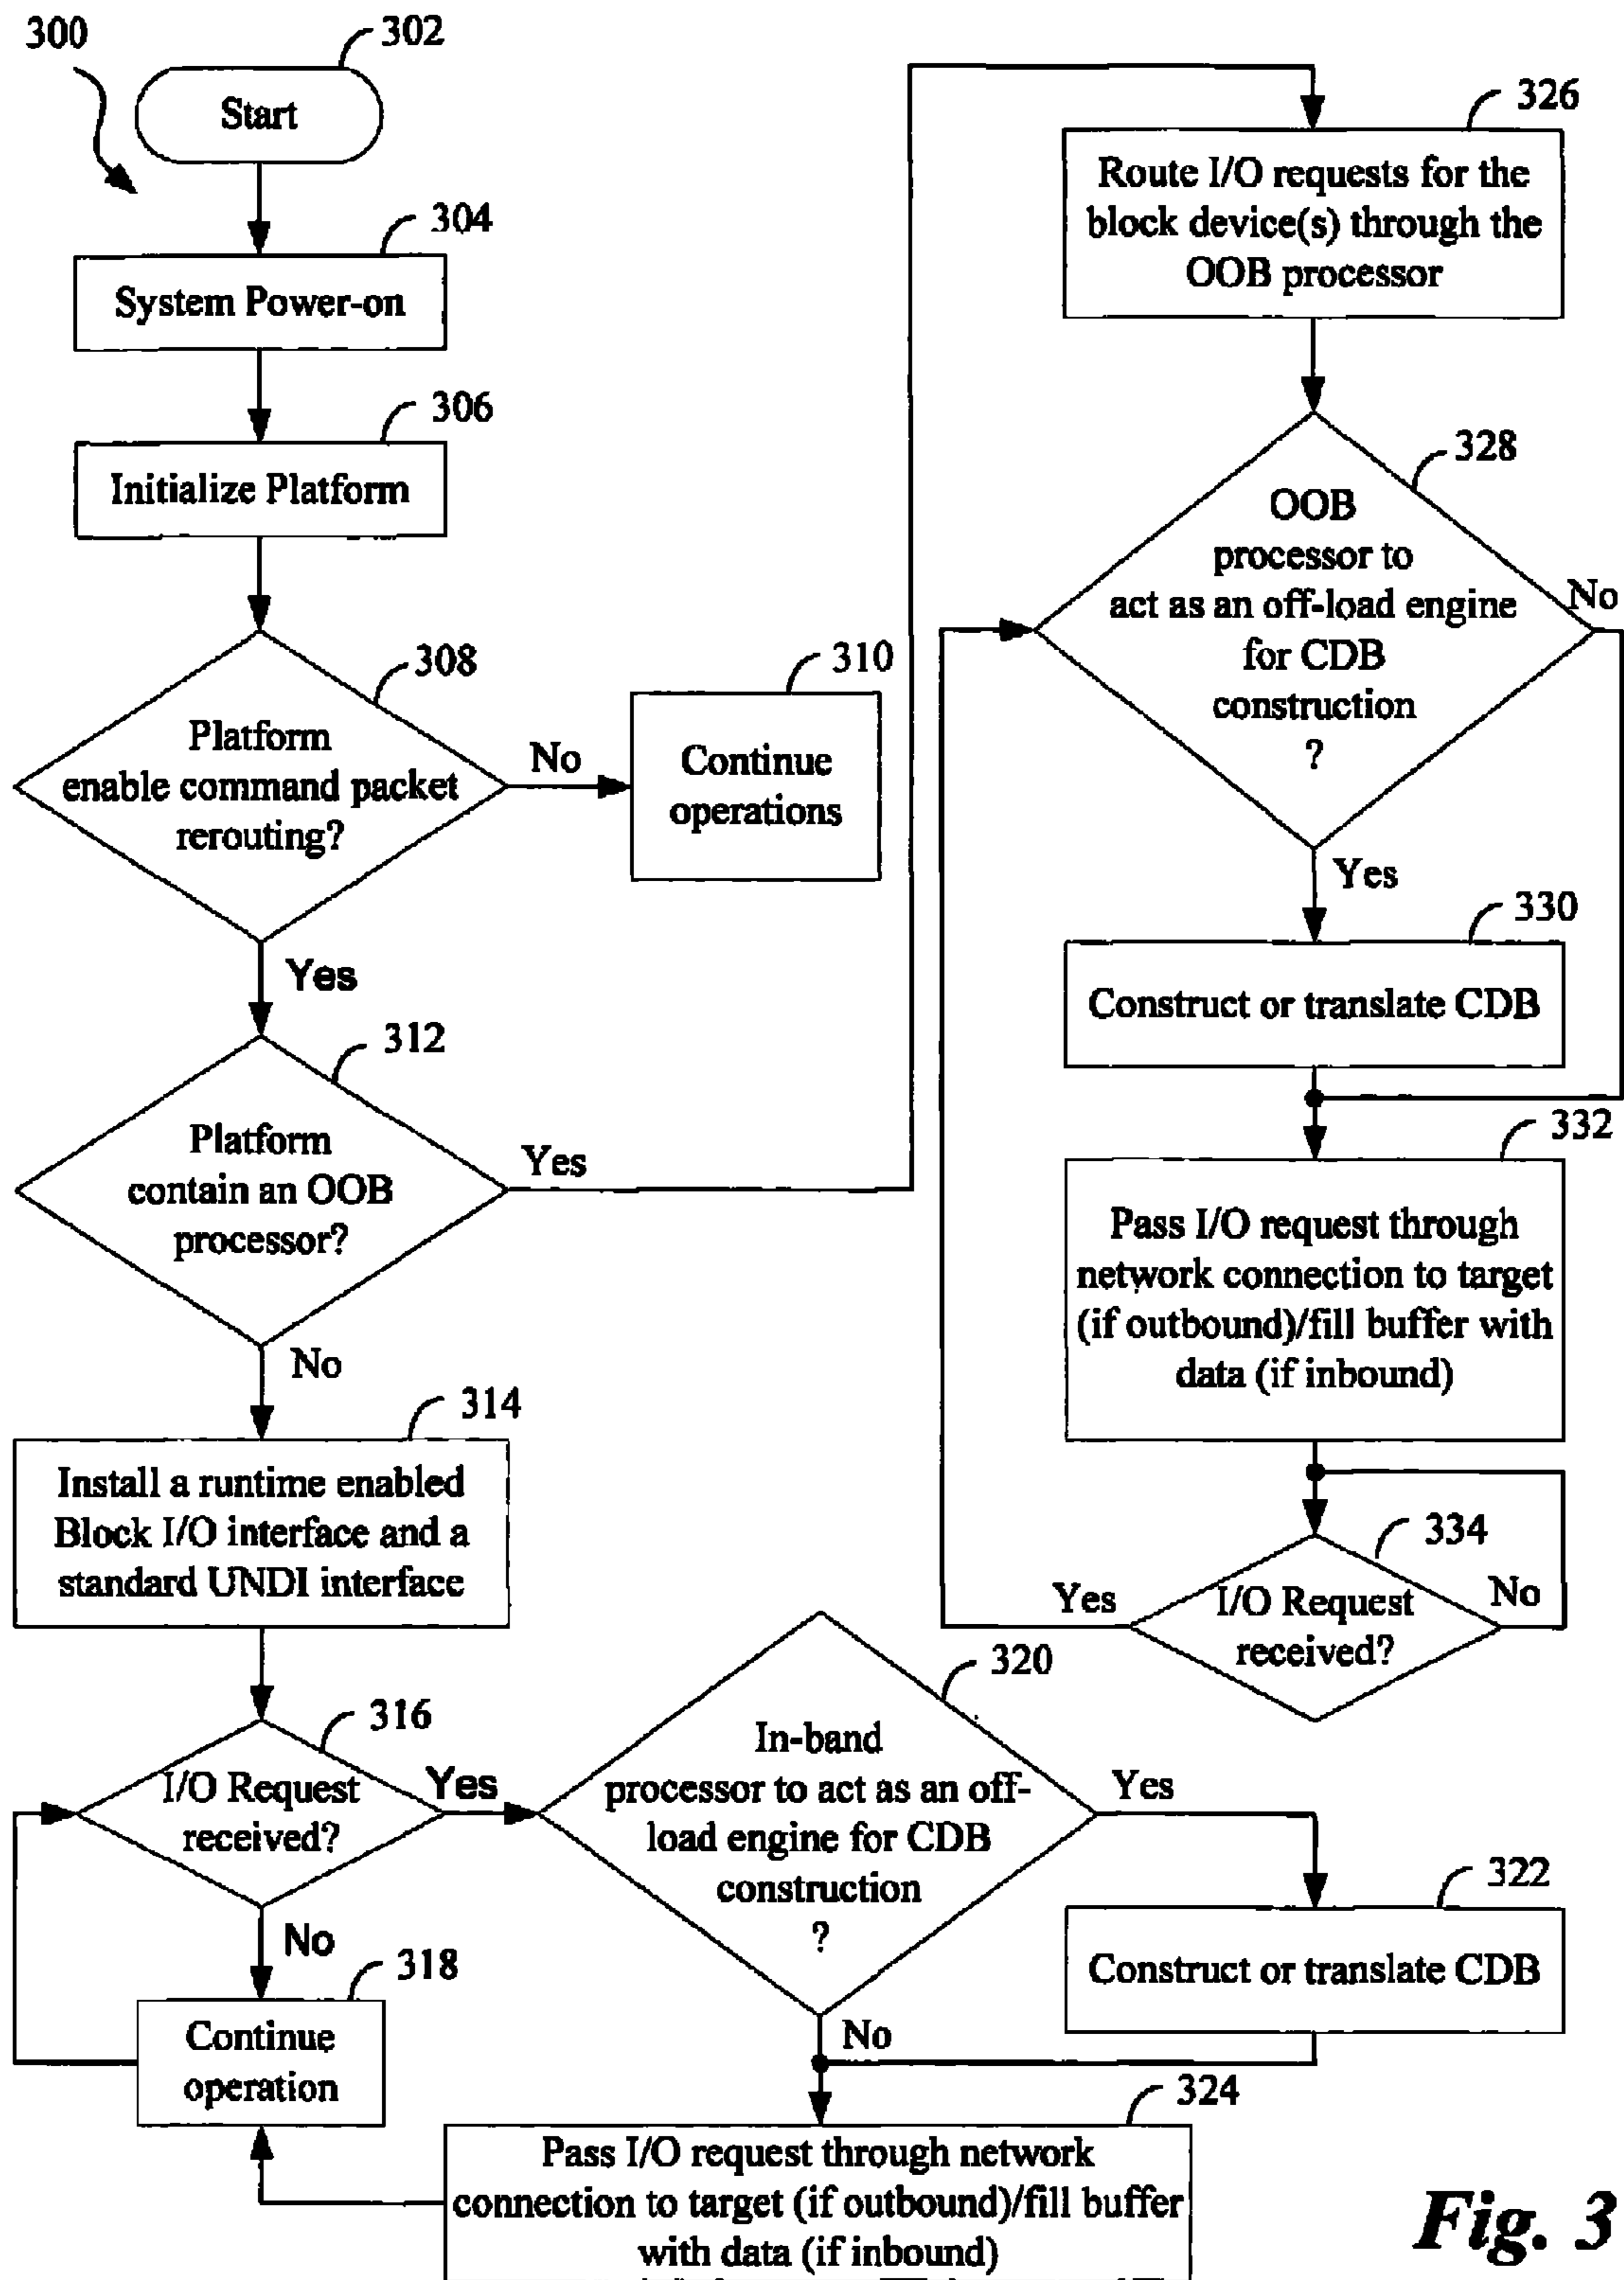 300
302
Start
304
System Power-on
306
Initialize Platform
308
Platform
enable command packet
rerouting?
No
310
Continue
operations
Yes
312
Platform
contain an OOB
processor?
Yes
No
314
Install a runtime enabled
Block I/O interface and a
standard UNDI interface
316
I/O Request
received?
Yes
No
318
Continue
operation
320
In-band
processor to act as an off-
load engine for CDB
construction
?
Yes
No
322
Construct or translate CDB
324
Pass I/O request through network
connection to target (if outbound)/fill buffer
with data (if inbound)
326
Route I/O requests for the
block device(s) through the
OOB processor
328
OOB
processor to
act as an off-load engine
for CDB
construction
?
No
Yes
330
Construct or translate CDB
332
Pass I/O request through
network connection to target
(if outbound)/fill buffer with
data (if inbound)
334
I/O Request
received?
Yes
No
Fig. 3